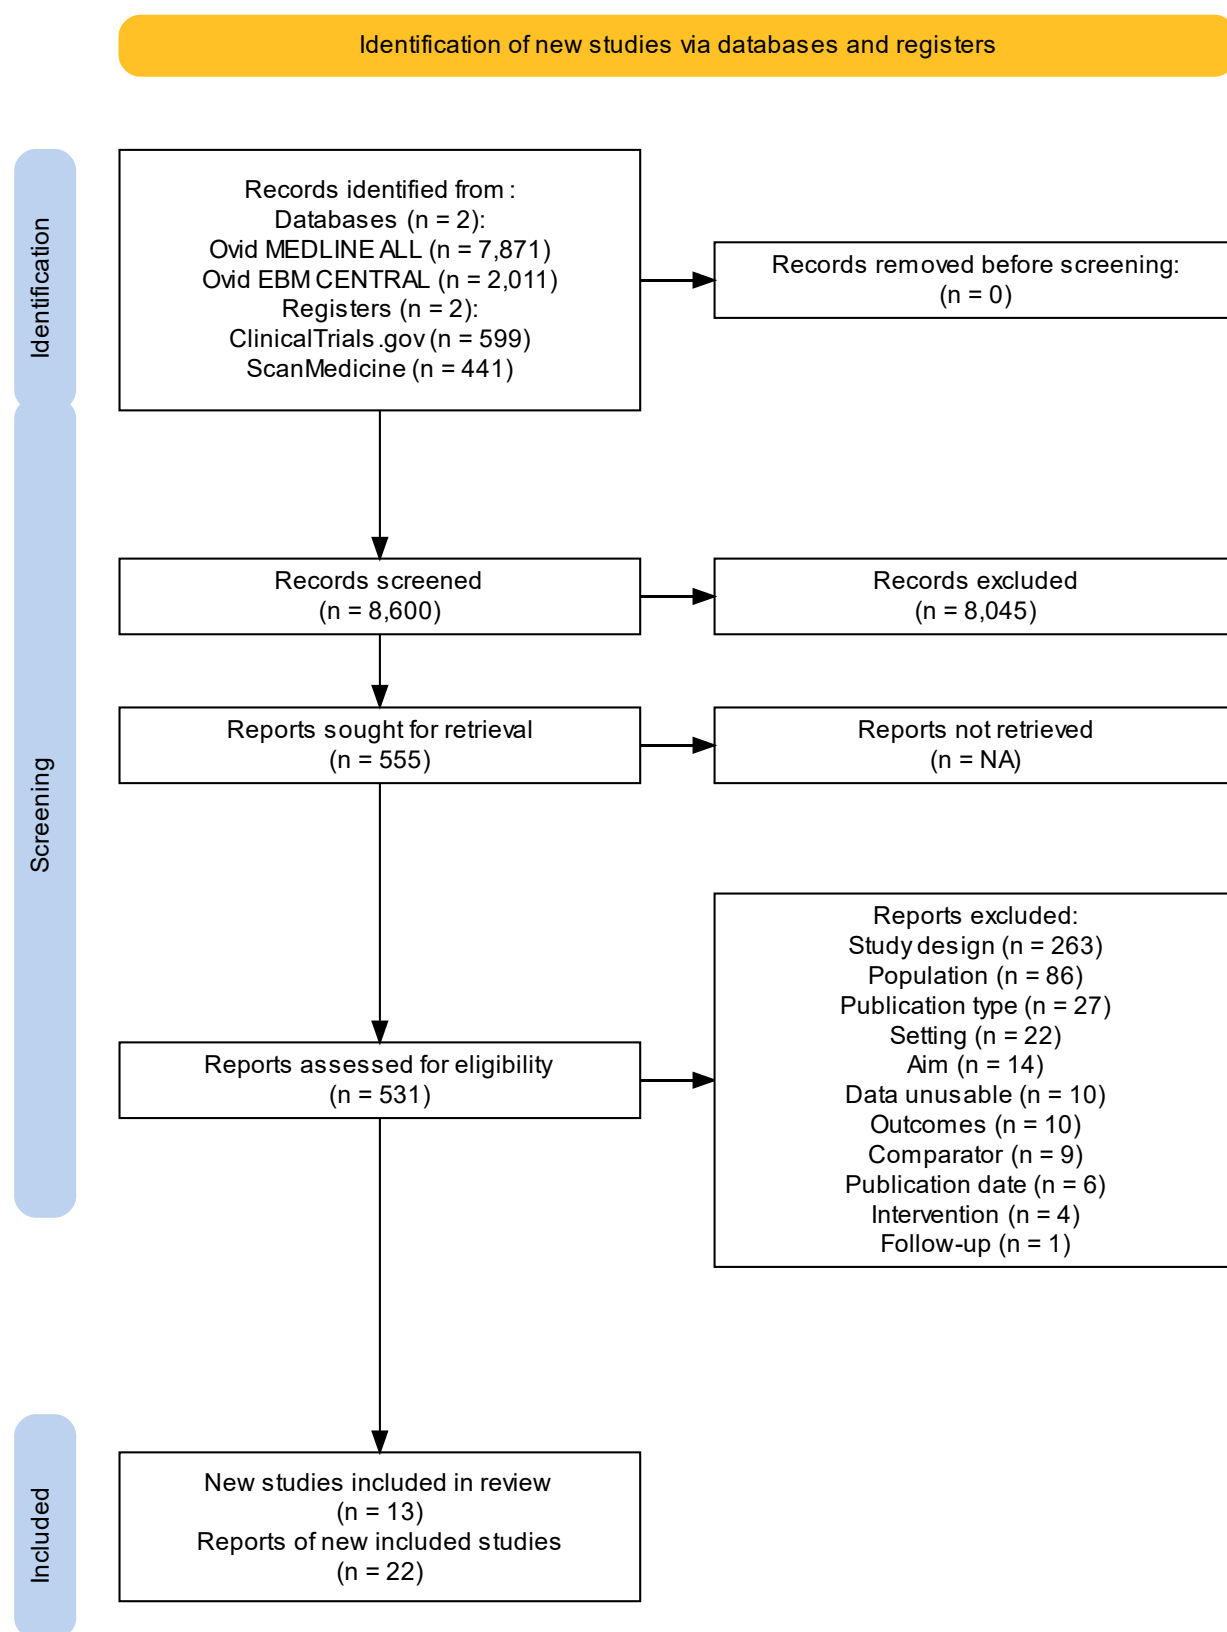 Identification of new studies via databases and registers
Identification
Records identified from :
Databases (n = 2):
Ovid MEDLINE ALL (n = 7,871)
Ovid EBM CENTRAL (n = 2,011)
Registers (n = 2):
ClinicalTrials.gov (n = 599)
ScanMedicine (n = 441)
Records removed before screening:
(n = 0)
Screening
Records screened
(n = 8,600)
Records excluded
(n = 8,045)
Reports sought for retrieval
(n = 555)
Reports not retrieved
(n = NA)
Reports assessed for eligibility
(n = 531)
Reports excluded:
Study design (n = 263)
Population (n = 86)
Publication type (n = 27)
Setting (n = 22)
Aim (n = 14)
Data unusable (n = 10)
Outcomes (n = 10)
Comparator (n = 9)
Publication date (n = 6)
Intervention (n = 4)
Follow-up (n = 1)
Included
New studies included in review
(n = 13)
Reports of new included studies
(n = 22)